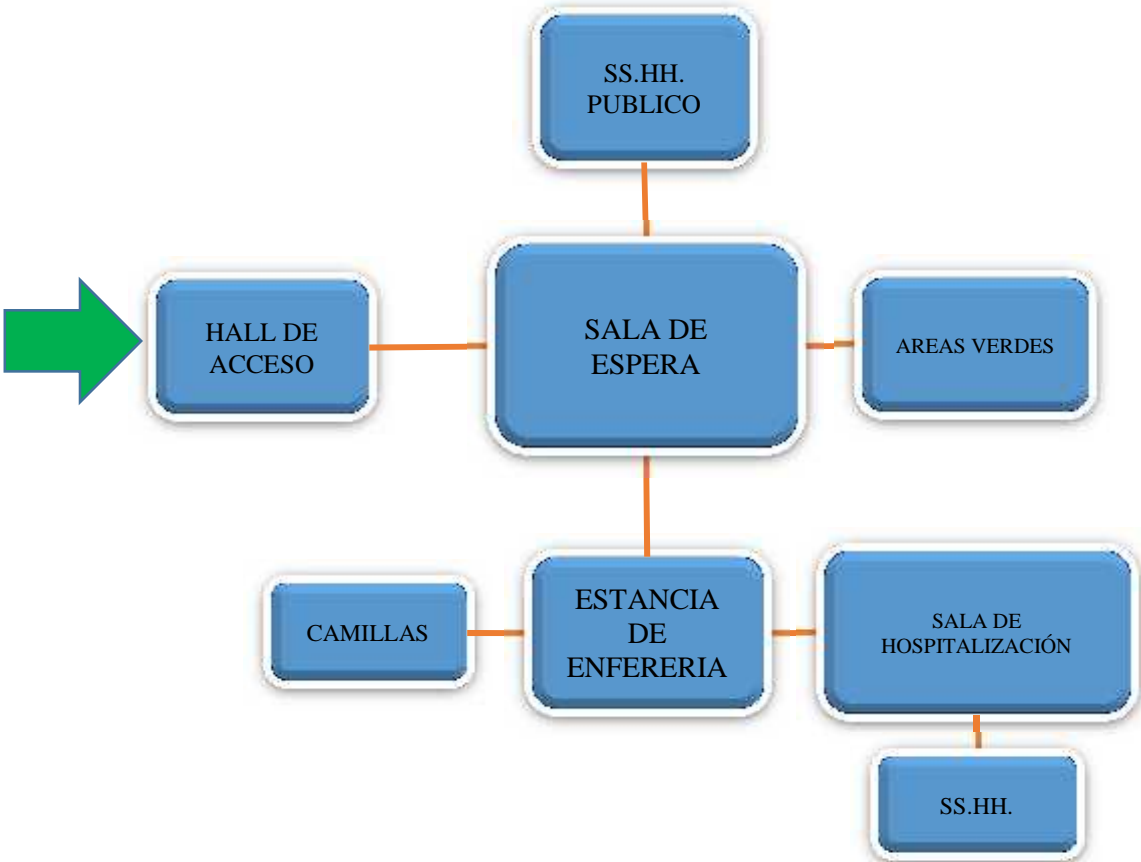 SS.HH.
PUBLICO
HALL DE
ACCESO
SALA DE
ESPERA
AREAS VERDES
CAMILLAS
ESTANCIA
DE
ENFERERIA
SALA DE
HOSPITALIZACIÓN
SS.HH.